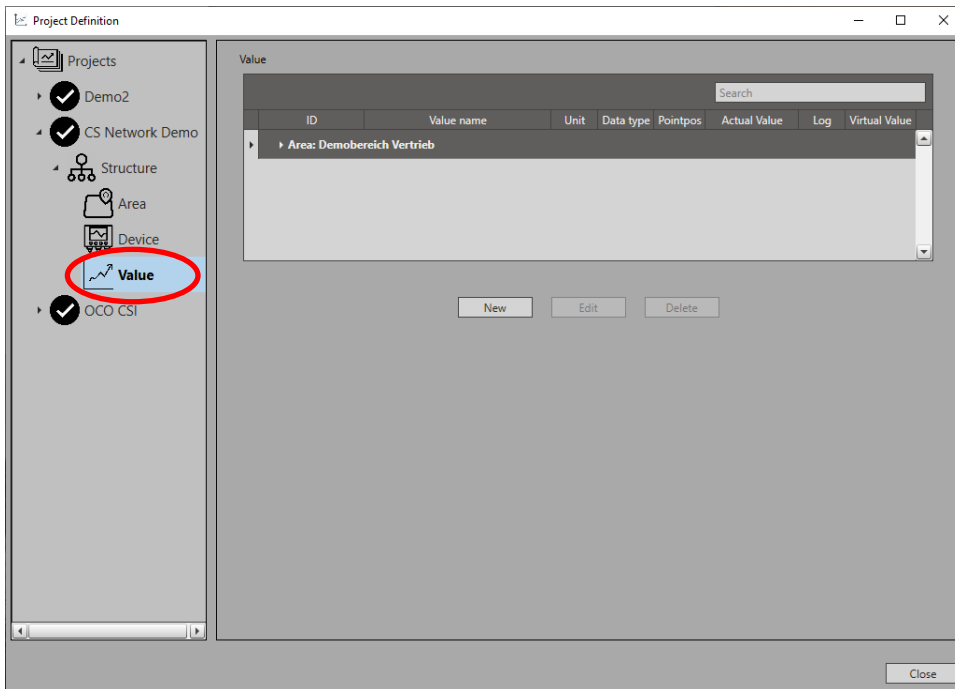 Project Definition
Projects
Demo2
CS Network Demo
Structure
Area
Device
Value
OCO CSI
Value
Search
ID Value name Unit Data type Pointpos Actual Value Log Virtual Value
Area: Demobereich Vertrieb
New Edit Delete
Close